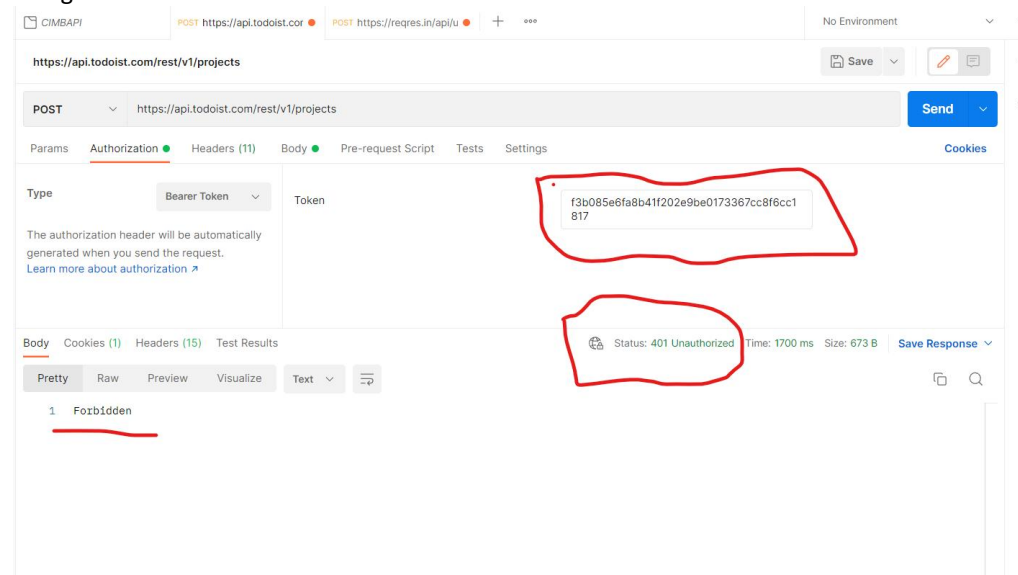 CIMBAPI POST https://api.todoist.cor POST https://reqres.in/api/u No Environment
https://api.todoist.com/rest/v1/projects Save
POST https://api.todoist.com/rest/v1/projects Send
Params Authorization Headers (11) Body Pre-request Script Tests Settings Cookies
Type Bearer Token Token
f3b085e6fa8b41f202e9be0173367cc8f6cc1
817
The authorization header will be automatically
generated when you send the request.
Learn more about authorization ↗
Body Cookies (1) Headers (15) Test Results Status: 401 Unauthorized Time: 1700 ms Size: 673 B Save Response
Pretty Raw Preview Visualize Text
1 Forbidden